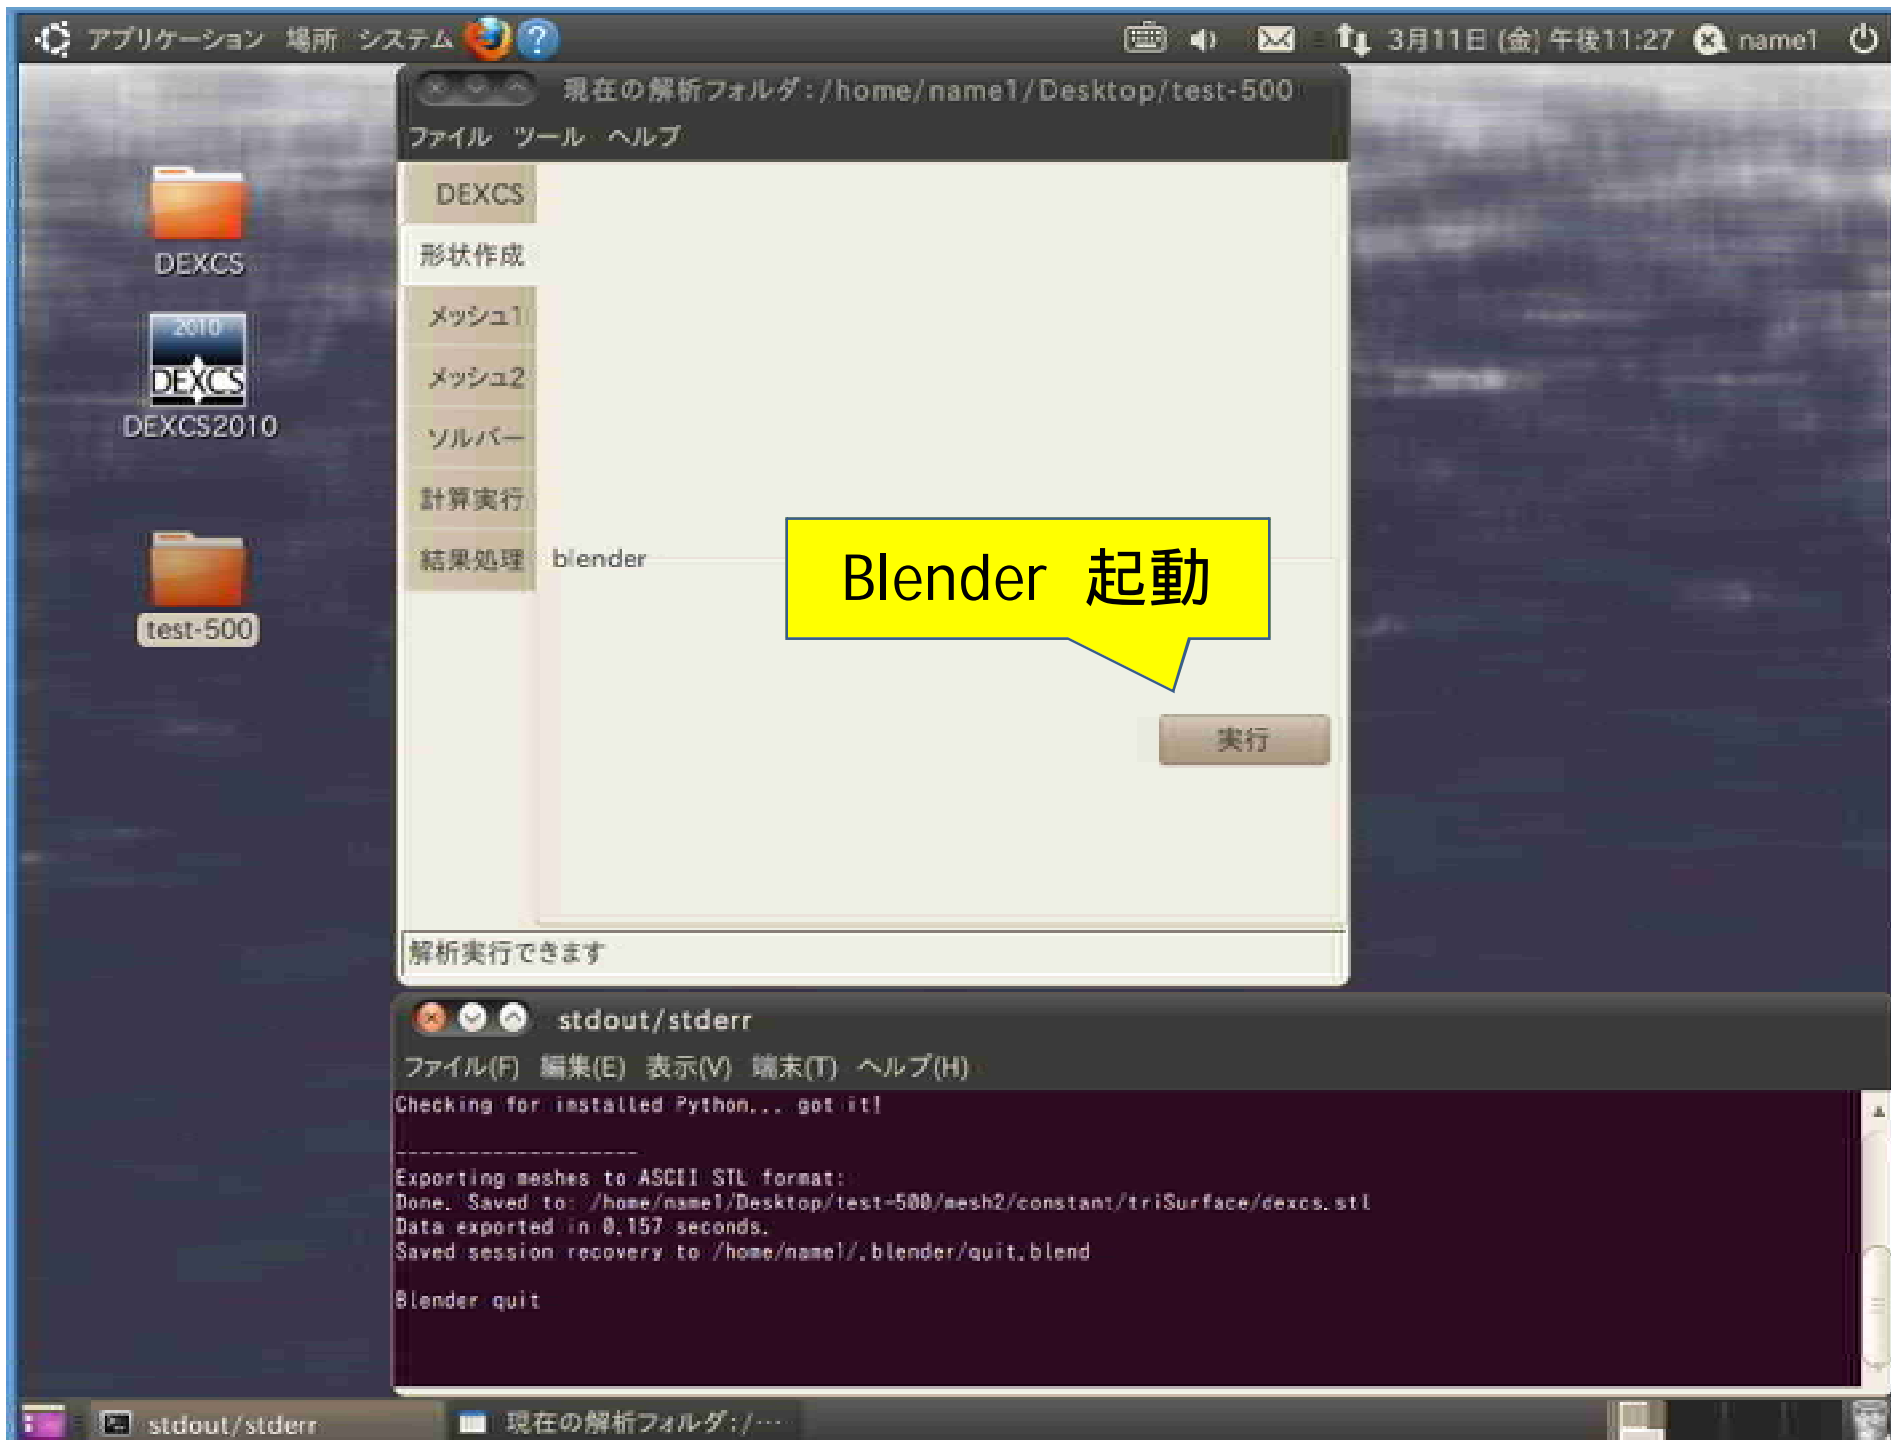 アプリケーション 場所 システム
3月11日 (金) 午後11:27 name1
現在の解析フォルダ:/home/name1/Desktop/test-500
ファイル ツール ヘルプ
DEXCS
形状作成
メッシュ1
メッシュ2
ソルバー
計算実行
結果処理
blender
Blender 起動
実行
解析実行できます
DEXCS
2010
DEXCS
DEXCS2010
test-500
stdout/stderr
ファイル(F) 編集(E) 表示(V) 端末(T) ヘルプ(H)
Checking for installed Python... got it!
--------------------
Exporting meshes to ASCII STL format:
Done. Saved to: /home/name1/Desktop/test-500/mesh2/constant/triSurface/dexcs.stl
Data exported in 0.157 seconds.
Saved session recovery to /home/name1/.blender/quit.blend
Blender quit
stdout/stderr
現在の解析フォルダ:/…